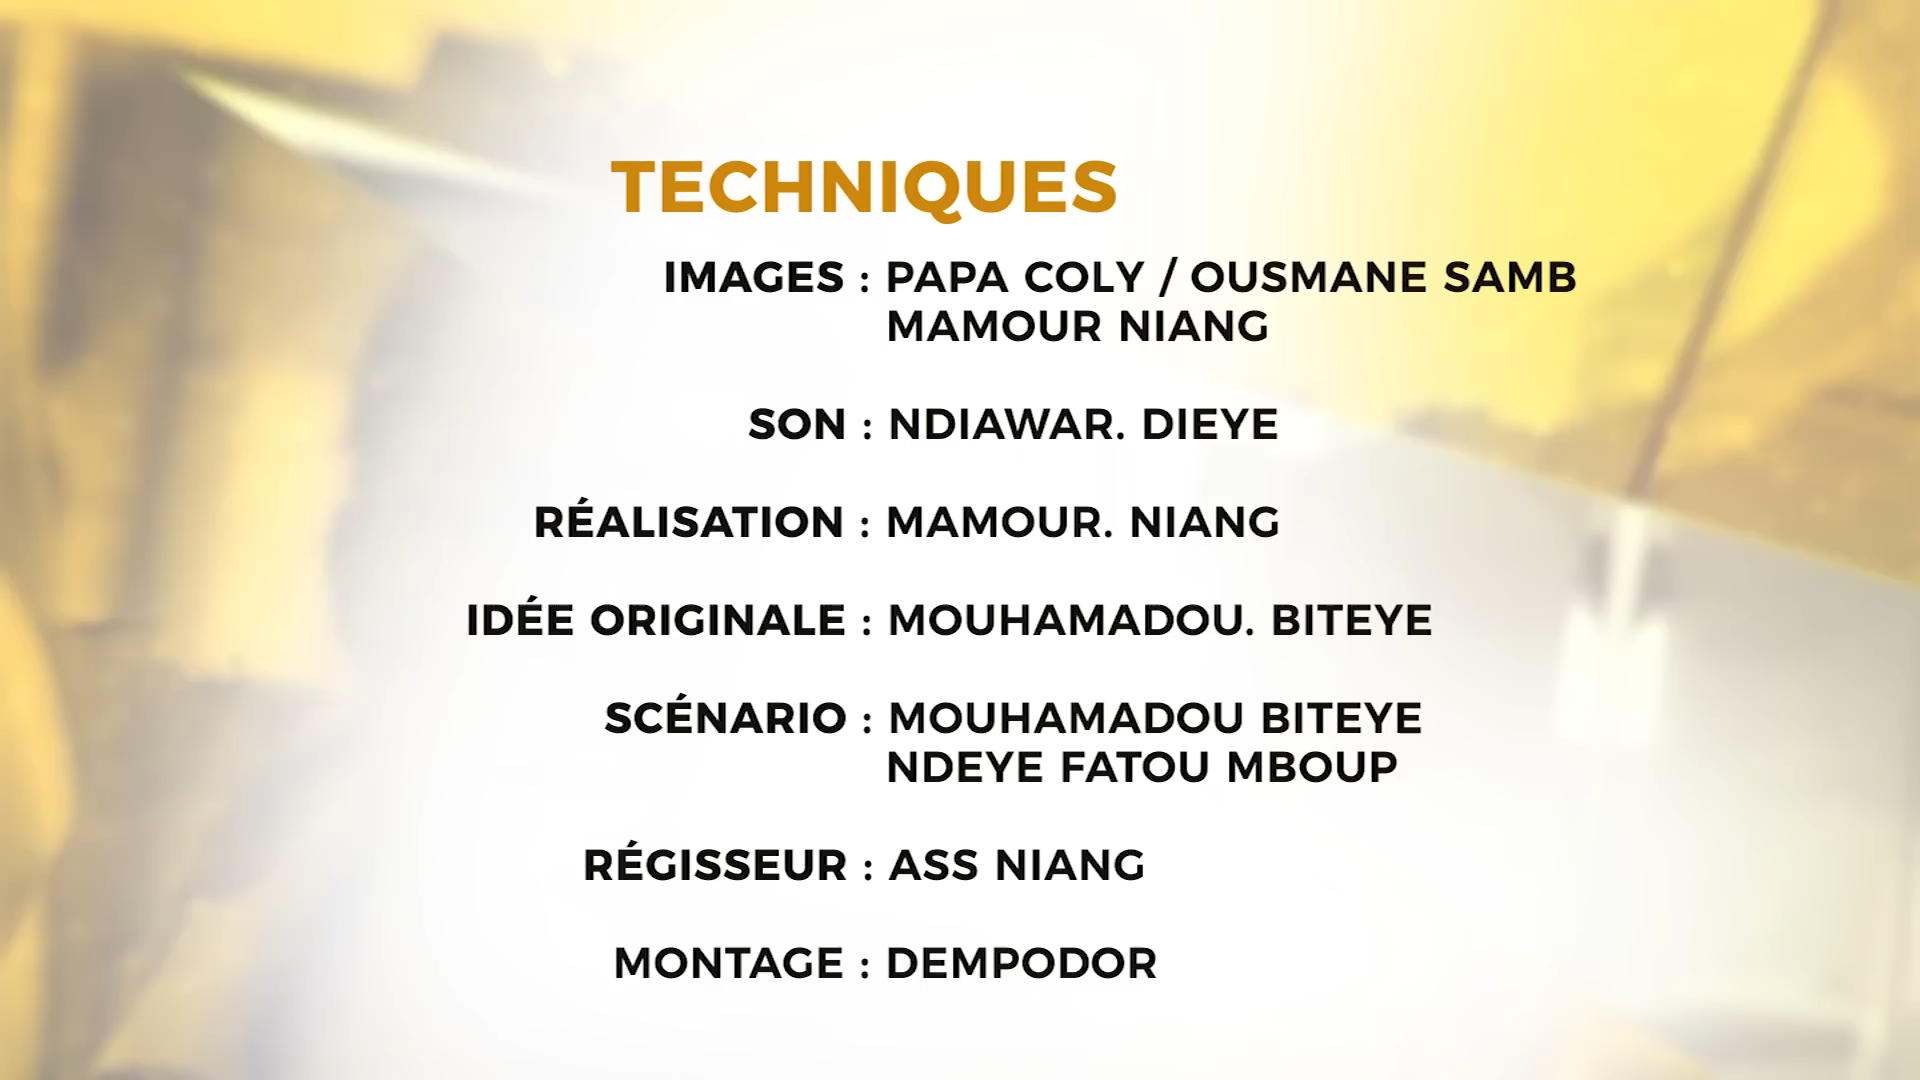 TECHNIQUES
IMAGES : PAPA COLY / OUSMANE SAMB
MAMOUR NIANG
SON : NDIAWAR. DIEYE
RÉALISATION : MAMOUR. NIANG
IDÉE ORIGINALE : MOUHAMADOU. BITEYE
SCÉNARIO : MOUHAMADOU BITEYE
NDEYE FATOU MBOUP
RÉGISSEUR : ASS NIANG
MONTAGE : DEMPODOR